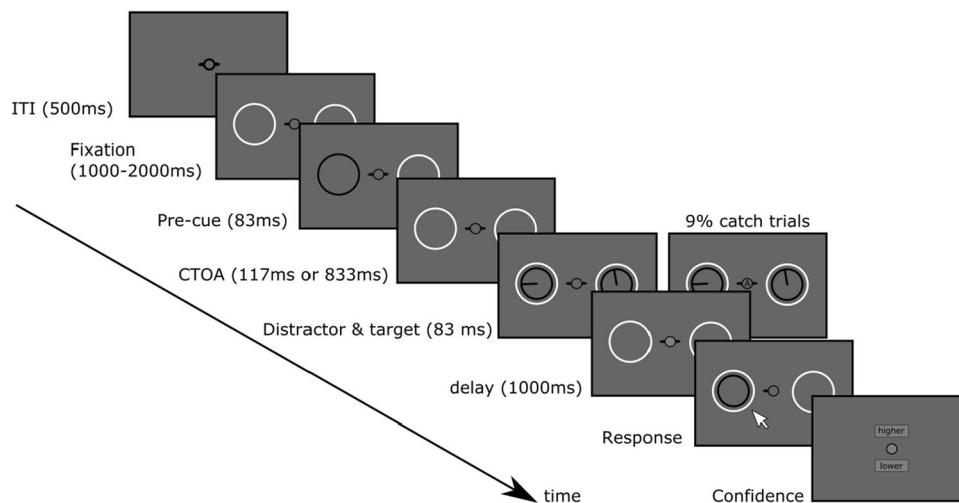 ITI (500ms)
Fixation
(1000-2000ms)
Pre-cue (83ms)
CTOA (117ms or 833ms)
9% catch trials
A
Distractor & target (83 ms)
delay (1000ms)
Response
higher
lower
Confidence
time